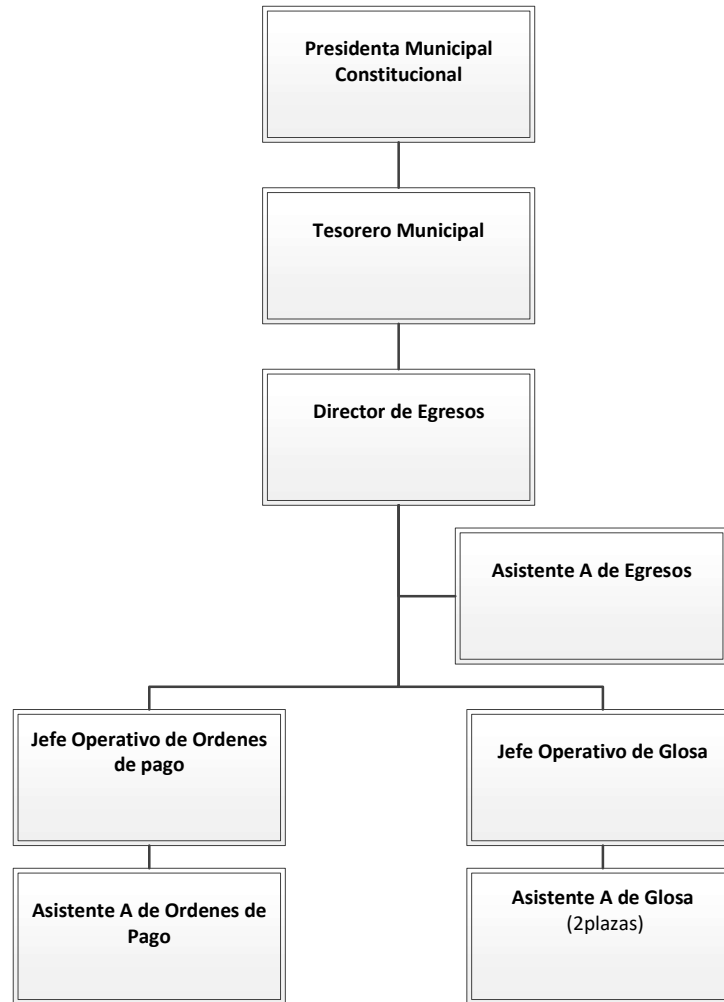 Presidenta Municipal
Constitucional
Tesorero Municipal
Director de Egresos
Asistente A de Egresos
Jefe Operativo de Ordenes
de pago
Jefe Operativo de Glosa
Asistente A de Ordenes de
Pago
Asistente A de Glosa
(2plazas)